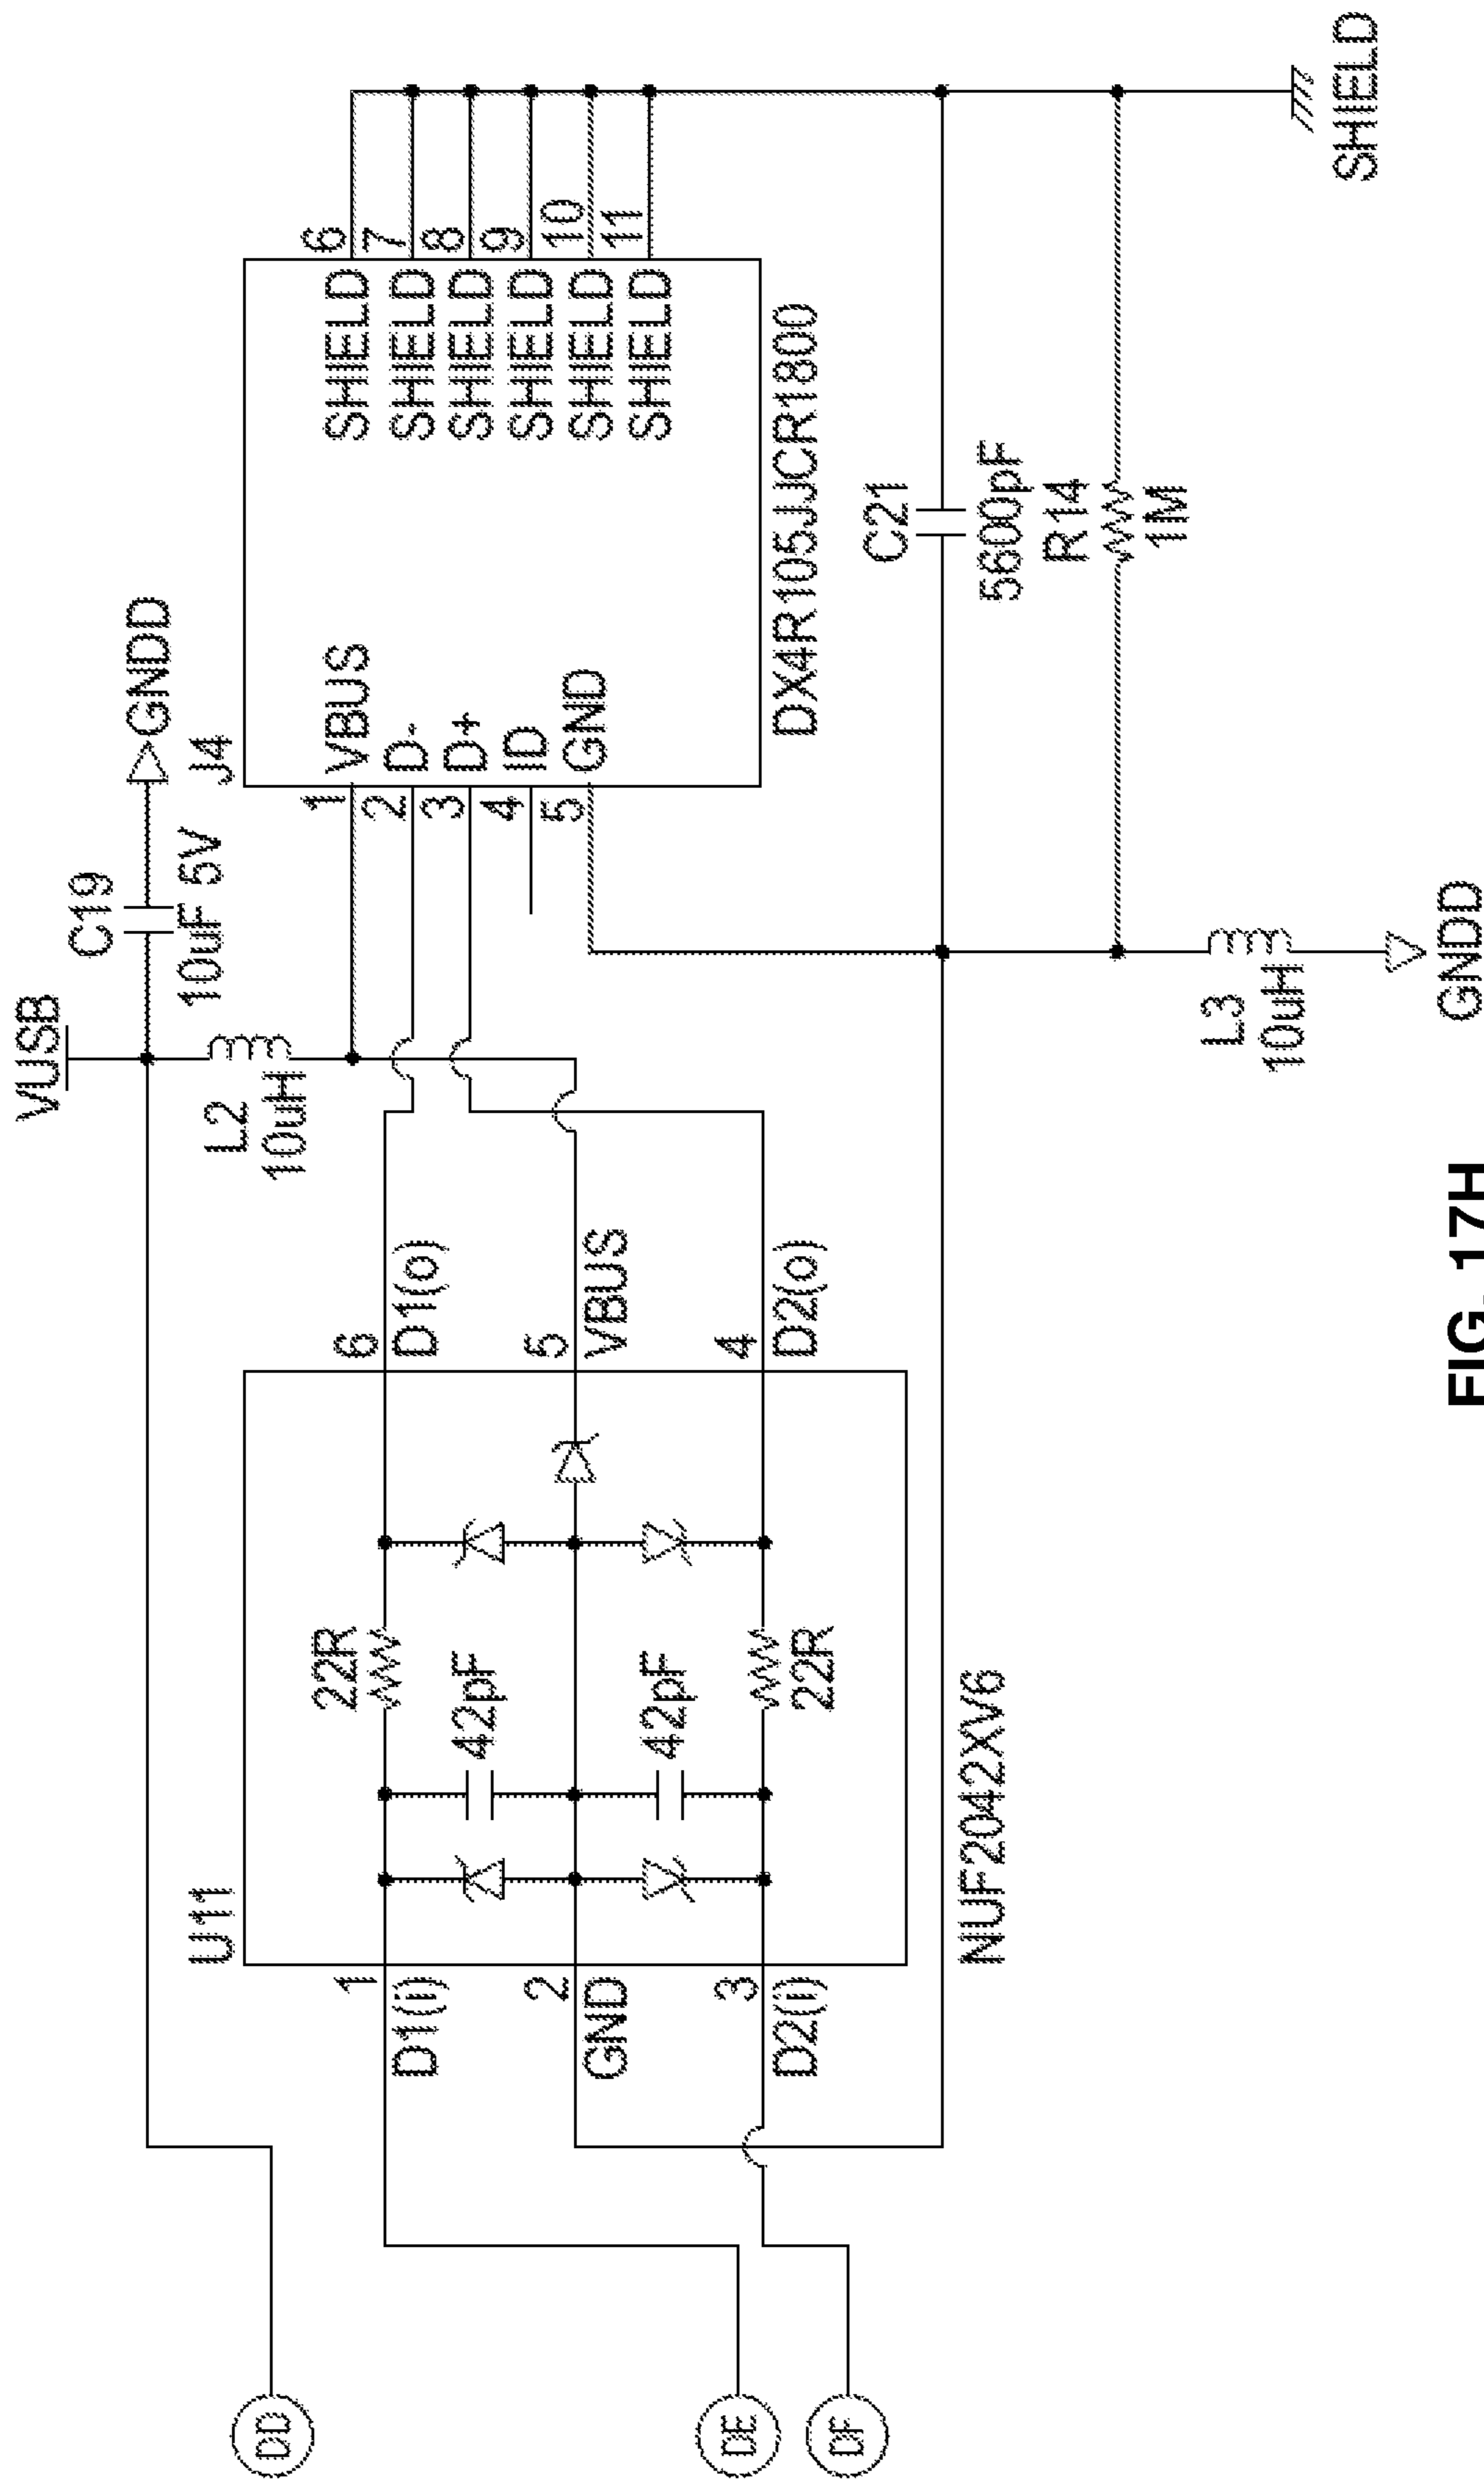 VUSB
C19
10uF 5V
GNDD
L2
10uH
DD
U11
1
D1(i)
2
GND
3
D2(i)
22R
42pF
42pF
22R
6
D1(o)
5
VBUS
4
D2(o)
NUF2042XV6
J4
1
VBUS
2
D-
3
D+
4
ID
5
GND
SHIELD
6
SHIELD
7
SHIELD
8
SHIELD
9
SHIELD
10
SHIELD
11
DX4R105JJCR1800
DE
DF
C21
5600pF
R14
1M
L3
10uH
GNDD
SHIELD
FIG. 17H